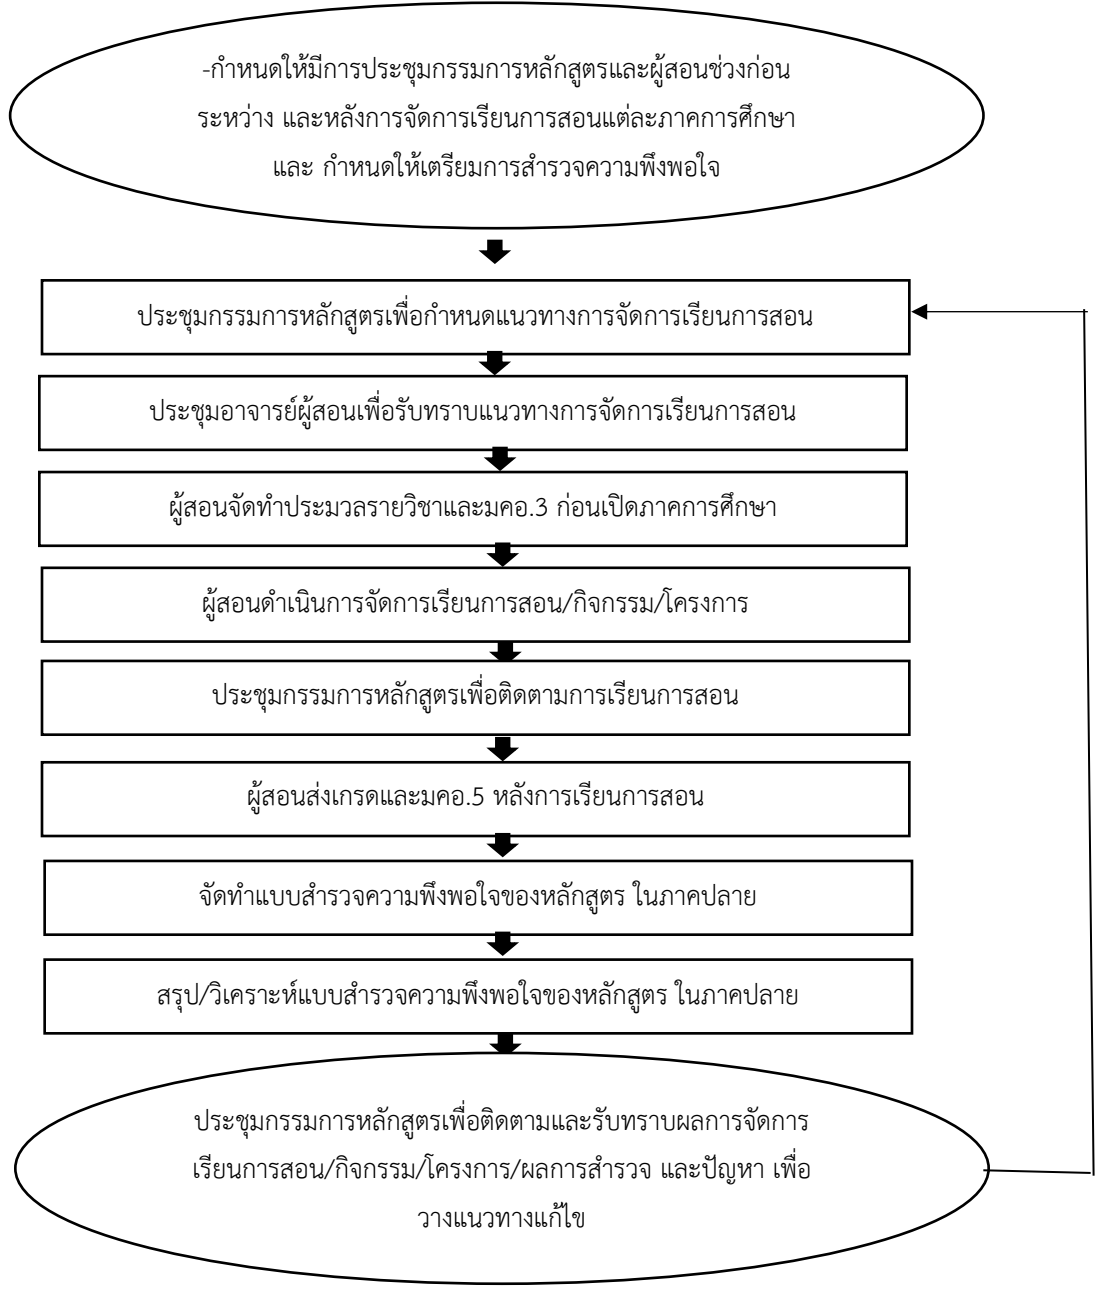 -กำหนดให้มีการประชุมกรรมการหลักสูตรและผู้สอนช่วงก่อน
ระหว่าง และหลังการจัดการเรียนการสอนแต่ละภาคการศึกษา
และ กำหนดให้เตรียมการสำรวจความพึงพอใจ
ประชุมกรรมการหลักสูตรเพื่อกำหนดแนวทางการจัดการเรียนการสอน
ประชุมอาจารย์ผู้สอนเพื่อรับทราบแนวทางการจัดการเรียนการสอน
ผู้สอนจัดทำประมวลรายวิชาและมคอ.3 ก่อนเปิดภาคการศึกษา
ผู้สอนดำเนินการจัดการเรียนการสอน/กิจกรรม/โครงการ
ประชุมกรรมการหลักสูตรเพื่อติดตามการเรียนการสอน
ผู้สอนส่งเกรดและมคอ.5 หลังการเรียนการสอน
จัดทำแบบสำรวจความพึงพอใจของหลักสูตร ในภาคปลาย
สรุป/วิเคราะห์แบบสำรวจความพึงพอใจของหลักสูตร ในภาคปลาย
ประชุมกรรมการหลักสูตรเพื่อติดตามและรับทราบผลการจัดการ
เรียนการสอน/กิจกรรม/โครงการ/ผลการสำรวจ และปัญหา เพื่อ
วางแนวทางแก้ไข